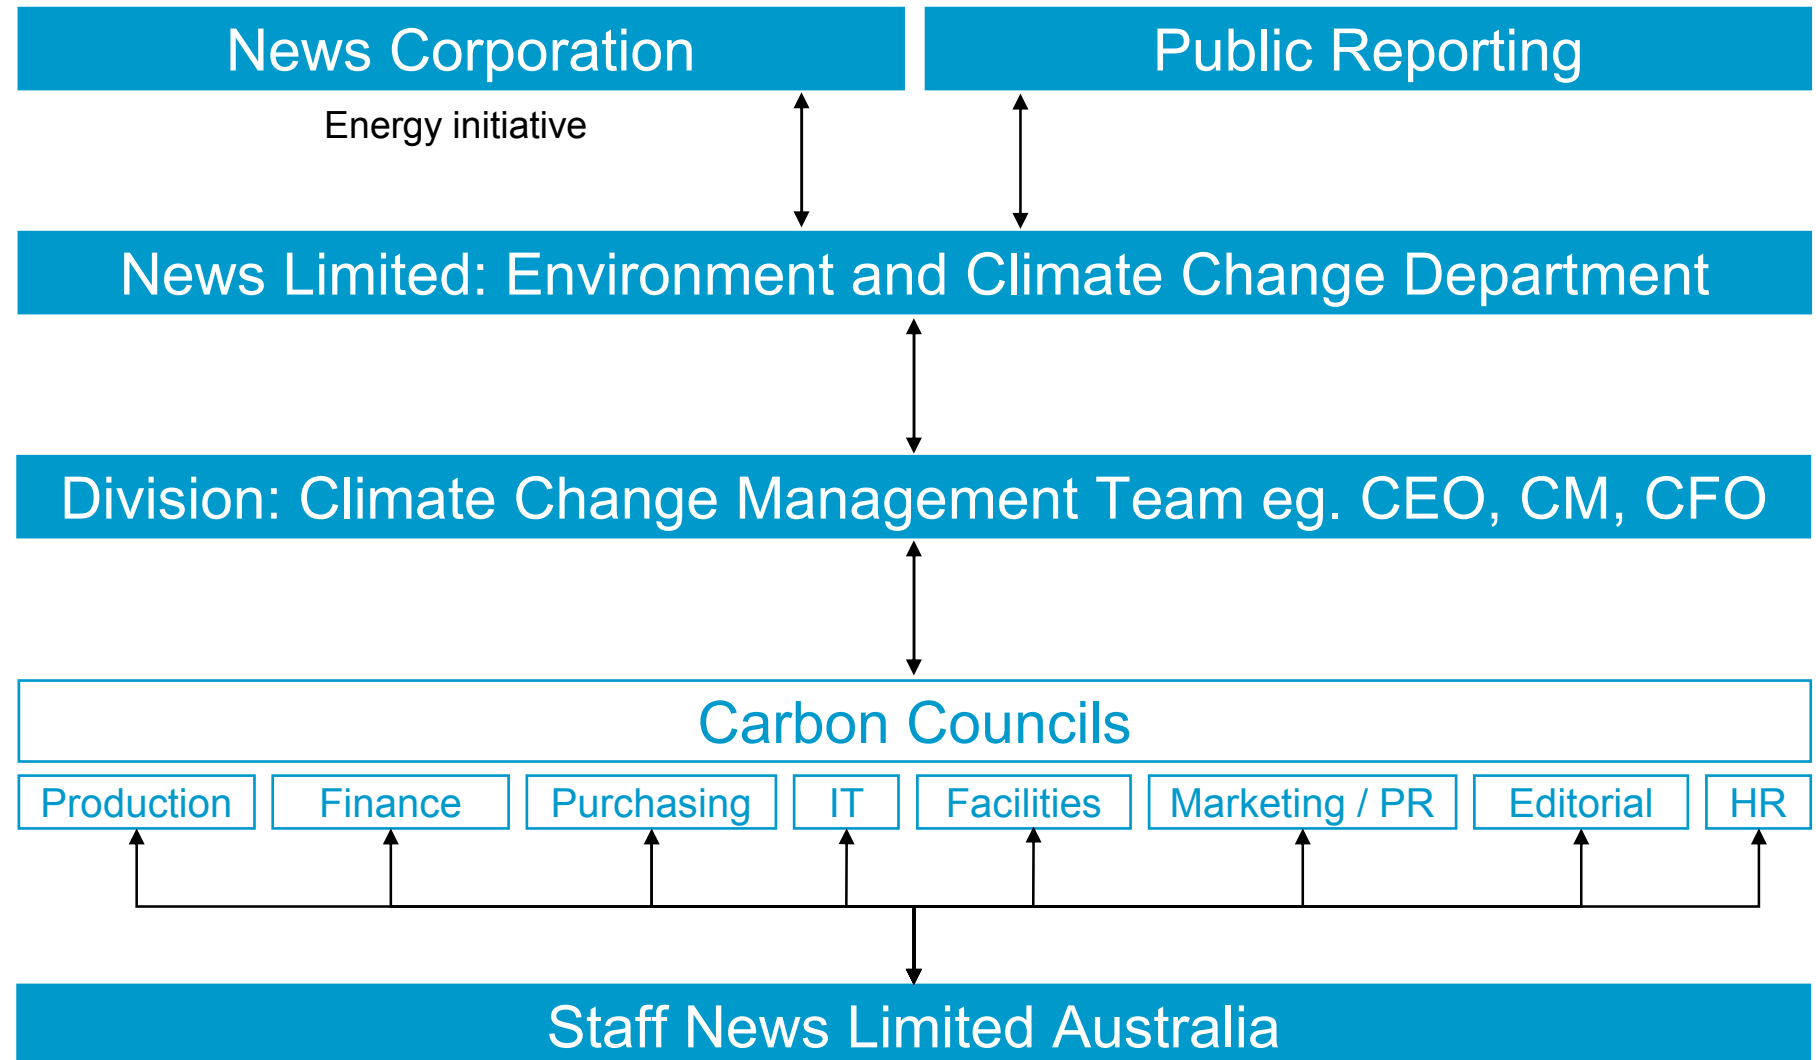 News Corporation
Public Reporting
Energy initiative
News Limited: Environment and Climate Change Department
Division: Climate Change Management Team eg. CEO, CM, CFO
Carbon Councils
Production
Finance
Purchasing
IT
Facilities
Marketing / PR
Editorial
HR
Staff News Limited Australia